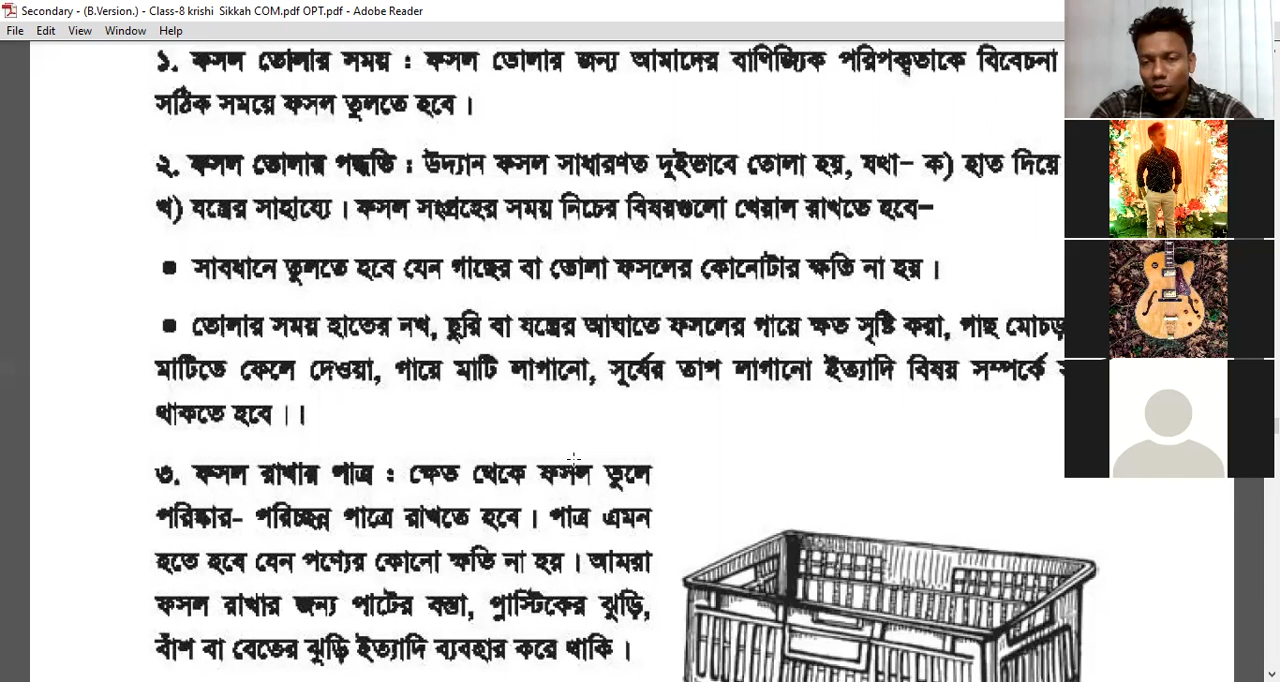 Secondary - (B.Version.) - Class-8 krishi Sikkah COM.pdf OPT.pdf - Adobe Reader
File Edit View Window Help
১. ফসল তোলার সময় : ফসল তোলার জন্য আমাদের বাণিজ্যিক পরিপক্বতাকে বিবেচনা
সঠিক সময়ে ফসল তুলতে হবে ।
২. ফসল তোলার পদ্ধতি : উদ্যান ফসল সাধারণত দুইভাবে তোলা হয়, যথা- ক) হাত দিয়ে
খ) যন্ত্রের সাহায্যে । ফসল সংগ্রহের সময় নিচের বিষয়গুলো খেয়াল রাখতে হবে-
■ সাবধানে তুলতে হবে যেন গাছের বা তোলা ফসলের কোনোটার ক্ষতি না হয় ।
■ তোলার সময় হাতের নখ, ছুরি বা যন্ত্রের আঘাতে ফসলের গায়ে ক্ষত সৃষ্টি করা, গাছ
মাটিতে ফেলে দেওয়া, গায়ে মাটি লাগানো, সূর্যের তাপ লাগানো ইত্যাদি বিষয় সম্পর্কে
থাকতে হবে ।।
৩. ফসল রাখার পাত্র : ক্ষেত থেকে ফসল তুলে
পরিষ্কার- পরিচ্ছন্ন পাত্রে রাখতে হবে । পাত্র এমন
হতে হবে যেন পণ্যের কোনো ক্ষতি না হয় । আমরা
ফসল রাখার জন্য পাটের বস্তা, প্লাস্টিকের ঝুড়ি,
বাঁশ বা বেতের ঝুড়ি ইত্যাদি ব্যবহার করে থাকি ।